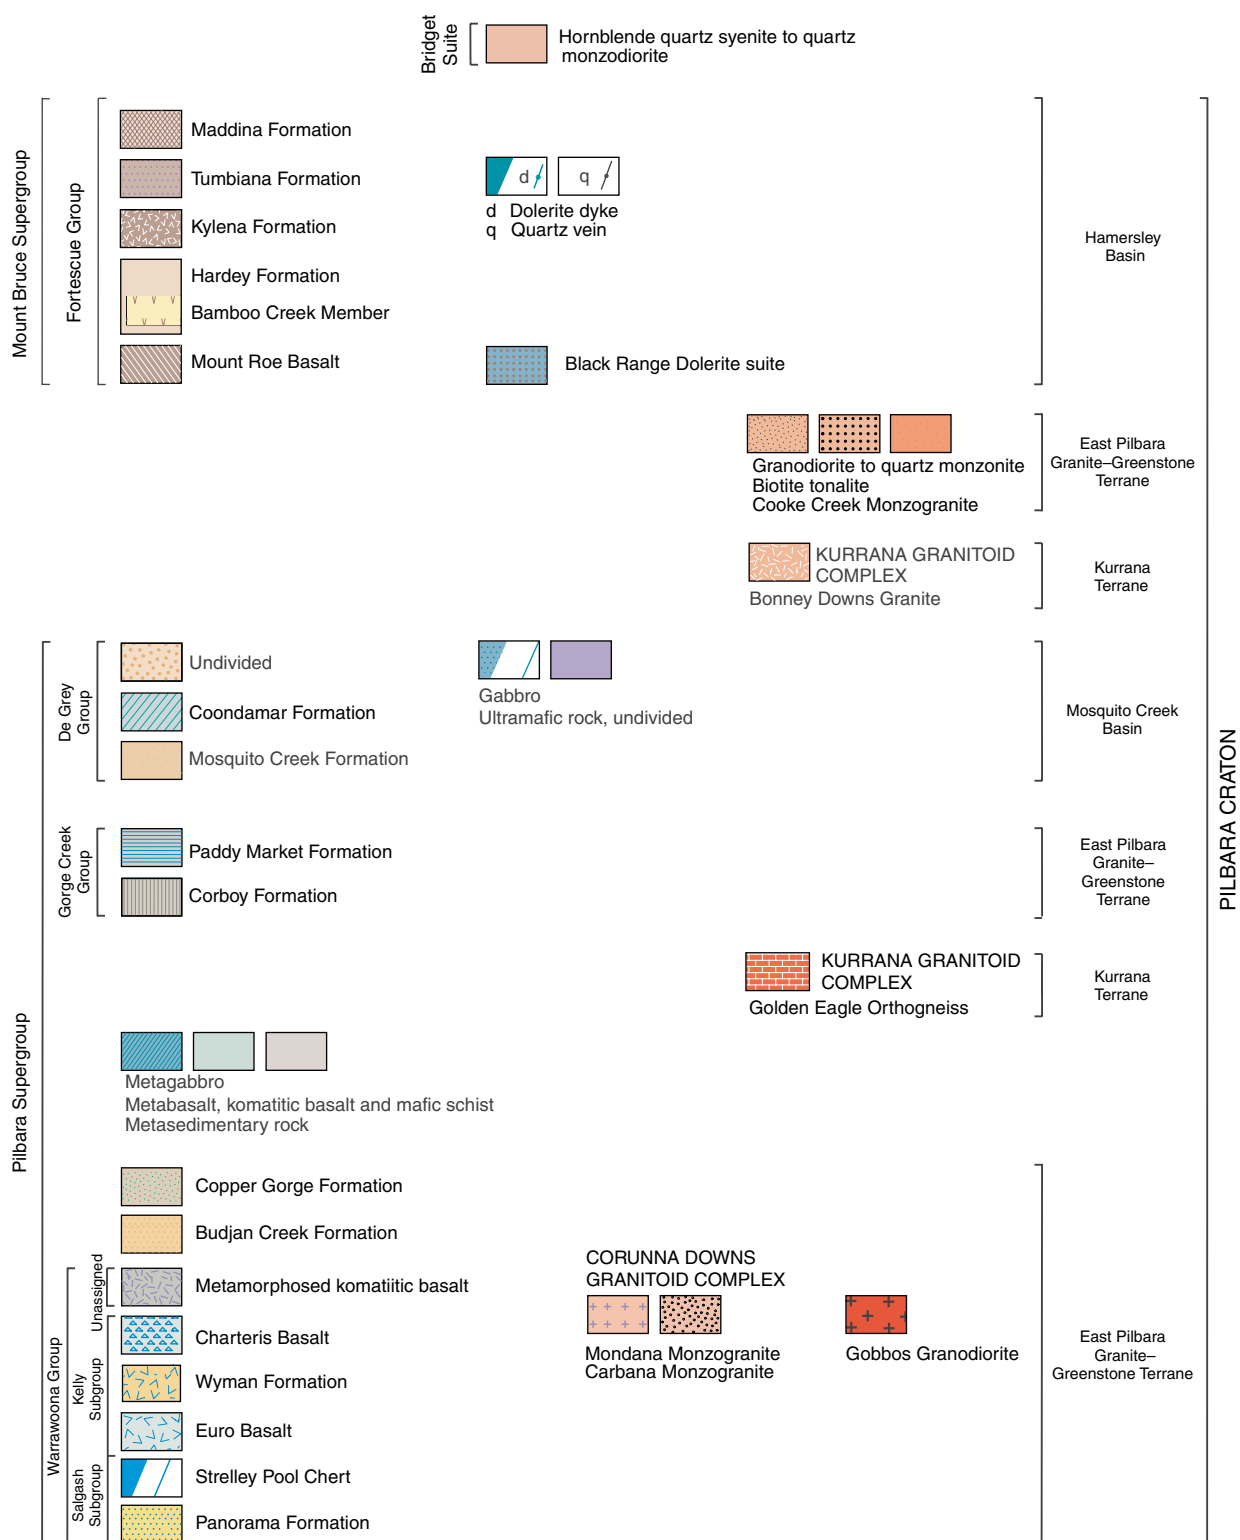 Bridget
Suite
Hornblende quartz syenite to quartz
monzodiorite
Mount Bruce Supergroup
Fortescue Group
Maddina Formation
Tumbiana Formation
Kylena Formation
Hardey Formation
Bamboo Creek Member
Mount Roe Basalt
d
q
d Dolerite dyke
q Quartz vein
Black Range Dolerite suite
Hamersley
Basin
Granodiorite to quartz monzonite
Biotite tonalite
Cooke Creek Monzogranite
East Pilbara
Granite–Greenstone
Terrane
KURRANA GRANITOID
COMPLEX
Bonney Downs Granite
Kurrana
Terrane
PILBARA CRATON
Pilbara Supergroup
De Grey
Group
Undivided
Coondamar Formation
Mosquito Creek Formation
Gabbro
Ultramafic rock, undivided
Mosquito Creek
Basin
Gorge Creek
Group
Paddy Market Formation
Corboy Formation
East Pilbara
Granite–
Greenstone
Terrane
KURRANA GRANITOID
COMPLEX
Golden Eagle Orthogneiss
Kurrana
Terrane
Metagabbro
Metabasalt, komatitic basalt and mafic schist
Metasedimentary rock
Copper Gorge Formation
Budjan Creek Formation
Warrawoona Group
Unassigned
Metamorphosed komatiitic basalt
Kelly
Subgroup
Charteris Basalt
Wyman Formation
Euro Basalt
Salgash
Subgroup
Strelley Pool Chert
Panorama Formation
CORUNNA DOWNS
GRANITOID COMPLEX
Mondana Monzogranite
Carbana Monzogranite
Gobbos Granodiorite
East Pilbara
Granite–
Greenstone Terrane